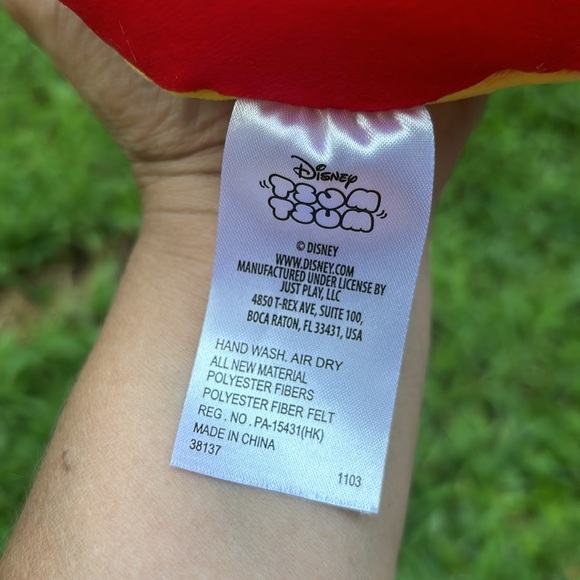 Disney
TSUM
TSUM
© DISNEY
WWW.DISNEY.COM
MANUFACTURED UNDER LICENSE BY
JUST PLAY, LLC
4850 T-REX AVE, SUITE 100,
BOCA RATON, FL 33431, USA
HAND WASH. AIR DRY
ALL NEW MATERIAL
POLYESTER FIBERS
POLYESTER FIBER FELT
REG . NO . PA-15431(HK)
MADE IN CHINA
38137
1103